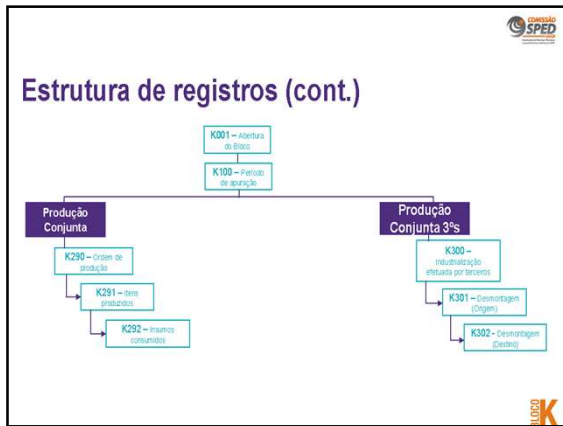 COMISSÃO
SPED
Estrutura de registros (cont.)
K001 – Abertura
do Bloco
K100 – Período
de apuração
Produção
Conjunta
Produção
Conjunta 3ºs
K290 – Ordem de
produção
K300 –
Industrialização
efetuada por terceiros
K291 – Itens
produzidos
K301 – Desmontagem
(Origem)
K292 – Insumos
consumidos
K302 - Desmontagem
(Destino)
BLOCO K